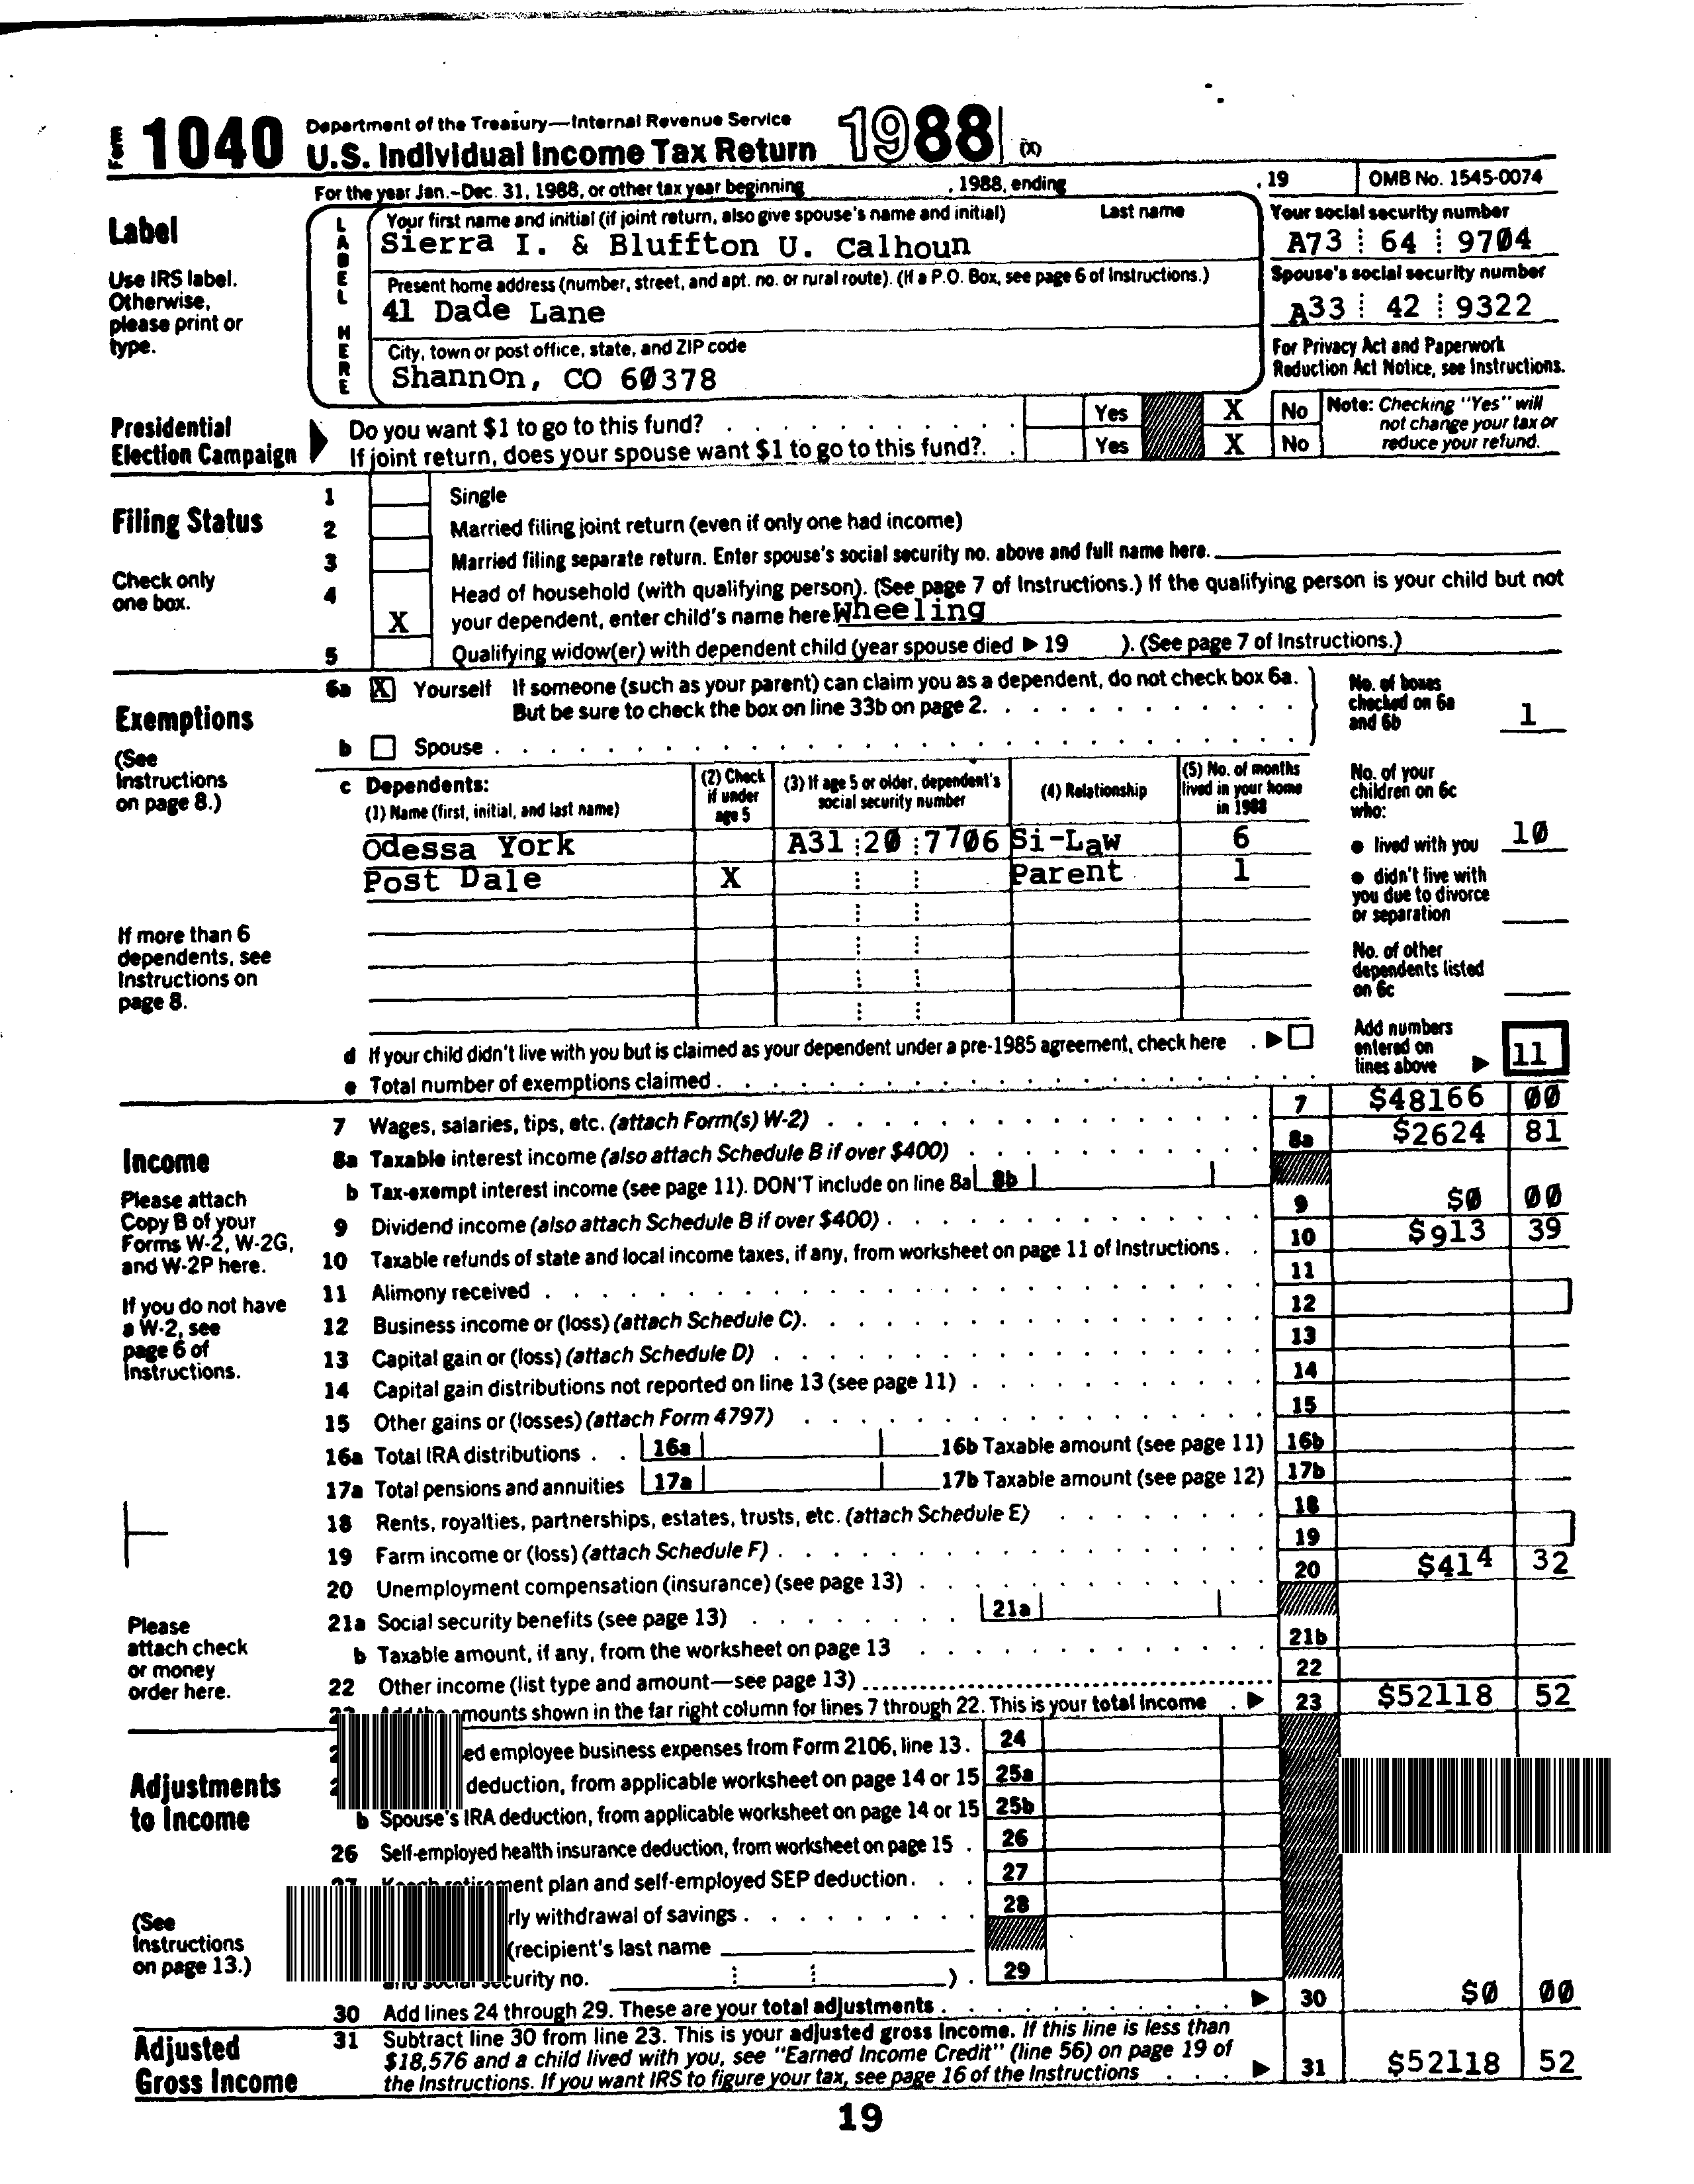 Form 1040 Department of the Treasury—Internal Revenue Service
U.S. Individual Income Tax Return 1988 (X)
For the year Jan.-Dec. 31, 1988, or other tax year beginning , 1988, ending , 19 OMB No. 1545-0074
Label
Use IRS label.
Otherwise,
please print or
type.
LABEL HERE
Your first name and initial (if joint return, also give spouse's name and initial) Last name
Sierra I. & Bluffton U. Calhoun
Your social security number
A73 64 9704
Present home address (number, street, and apt. no. or rural route). (If a P.O. Box, see page 6 of Instructions.)
41 Dade Lane
Spouse's social security number
A33 42 9322
City, town or post office, state, and ZIP code
Shannon, CO 60378
For Privacy Act and Paperwork
Reduction Act Notice, see Instructions.
Presidential
Election Campaign
Do you want $1 to go to this fund? Yes X No
If joint return, does your spouse want $1 to go to this fund?. Yes X No
Note: Checking "Yes" will
not change your tax or
reduce your refund.
Filing Status
Check only
one box.
1 Single
2 Married filing joint return (even if only one had income)
3 Married filing separate return. Enter spouse's social security no. above and full name here.
4 Head of household (with qualifying person). (See page 7 of Instructions.) If the qualifying person is your child but not
X your dependent, enter child's name here Wheeling
5 Qualifying widow(er) with dependent child (year spouse died ▶ 19 ). (See page 7 of Instructions.)
Exemptions
(See
Instructions
on page 8.)
6a X Yourself If someone (such as your parent) can claim you as a dependent, do not check box 6a.
But be sure to check the box on line 33b on page 2.
b Spouse
No. of boxes
checked on 6a
and 6b 1
c Dependents:
(1) Name (first, initial, and last name)
(2) Check
if under
age 5
(3) If age 5 or older, dependent's
social security number
(4) Relationship
(5) No. of months
lived in your home
in 1988
Odessa York A31 20 7706 Si-Law 6
Post Dale X Parent 1
No. of your
children on 6c
who:
● lived with you 10
● didn't live with
you due to divorce
or separation
No. of other
dependents listed
on 6c
If more than 6
dependents, see
Instructions on
page 8.
d If your child didn't live with you but is claimed as your dependent under a pre-1985 agreement, check here . ▶
e Total number of exemptions claimed
Add numbers
entered on
lines above ▶ 11
Income
Please attach
Copy B of your
Forms W-2, W-2G,
and W-2P here.
If you do not have
a W-2, see
page 6 of
Instructions.
7 Wages, salaries, tips, etc. (attach Form(s) W-2) 7 $48166 00
8a Taxable interest income (also attach Schedule B if over $400) 8a $2624 81
b Tax-exempt interest income (see page 11). DON'T include on line 8a 8b
9 Dividend income (also attach Schedule B if over $400) 9 $0 00
10 Taxable refunds of state and local income taxes, if any, from worksheet on page 11 of Instructions 10 $913 39
11 Alimony received 11
12 Business income or (loss) (attach Schedule C). 12
13 Capital gain or (loss) (attach Schedule D) 13
14 Capital gain distributions not reported on line 13 (see page 11) 14
15 Other gains or (losses) (attach Form 4797) 15
16a Total IRA distributions 16a 16b Taxable amount (see page 11) 16b
17a Total pensions and annuities 17a 17b Taxable amount (see page 12) 17b
18 Rents, royalties, partnerships, estates, trusts, etc. (attach Schedule E) 18
19 Farm income or (loss) (attach Schedule F) 19
20 Unemployment compensation (insurance) (see page 13) 20 $414 32
21a Social security benefits (see page 13) 21a
b Taxable amount, if any, from the worksheet on page 13 21b
22 Other income (list type and amount—see page 13) 22
amounts shown in the far right column for lines 7 through 22. This is your total income ▶ 23 $52118 52
Please
attach check
or money
order here.
Adjustments
to Income
(See
Instructions
on page 13.)
ed employee business expenses from Form 2106, line 13. 24
deduction, from applicable worksheet on page 14 or 15 25a
b Spouse's IRA deduction, from applicable worksheet on page 14 or 15 25b
26 Self-employed health insurance deduction, from worksheet on page 15 26
retirement plan and self-employed SEP deduction 27
rly withdrawal of savings 28
(recipient's last name
security no. ) . 29
30 Add lines 24 through 29. These are your total adjustments ▶ 30 $0 00
Adjusted
Gross Income
31 Subtract line 30 from line 23. This is your adjusted gross income. If this line is less than
$18,576 and a child lived with you, see "Earned Income Credit" (line 56) on page 19 of
the Instructions. If you want IRS to figure your tax, see page 16 of the Instructions ▶ 31 $52118 52
19